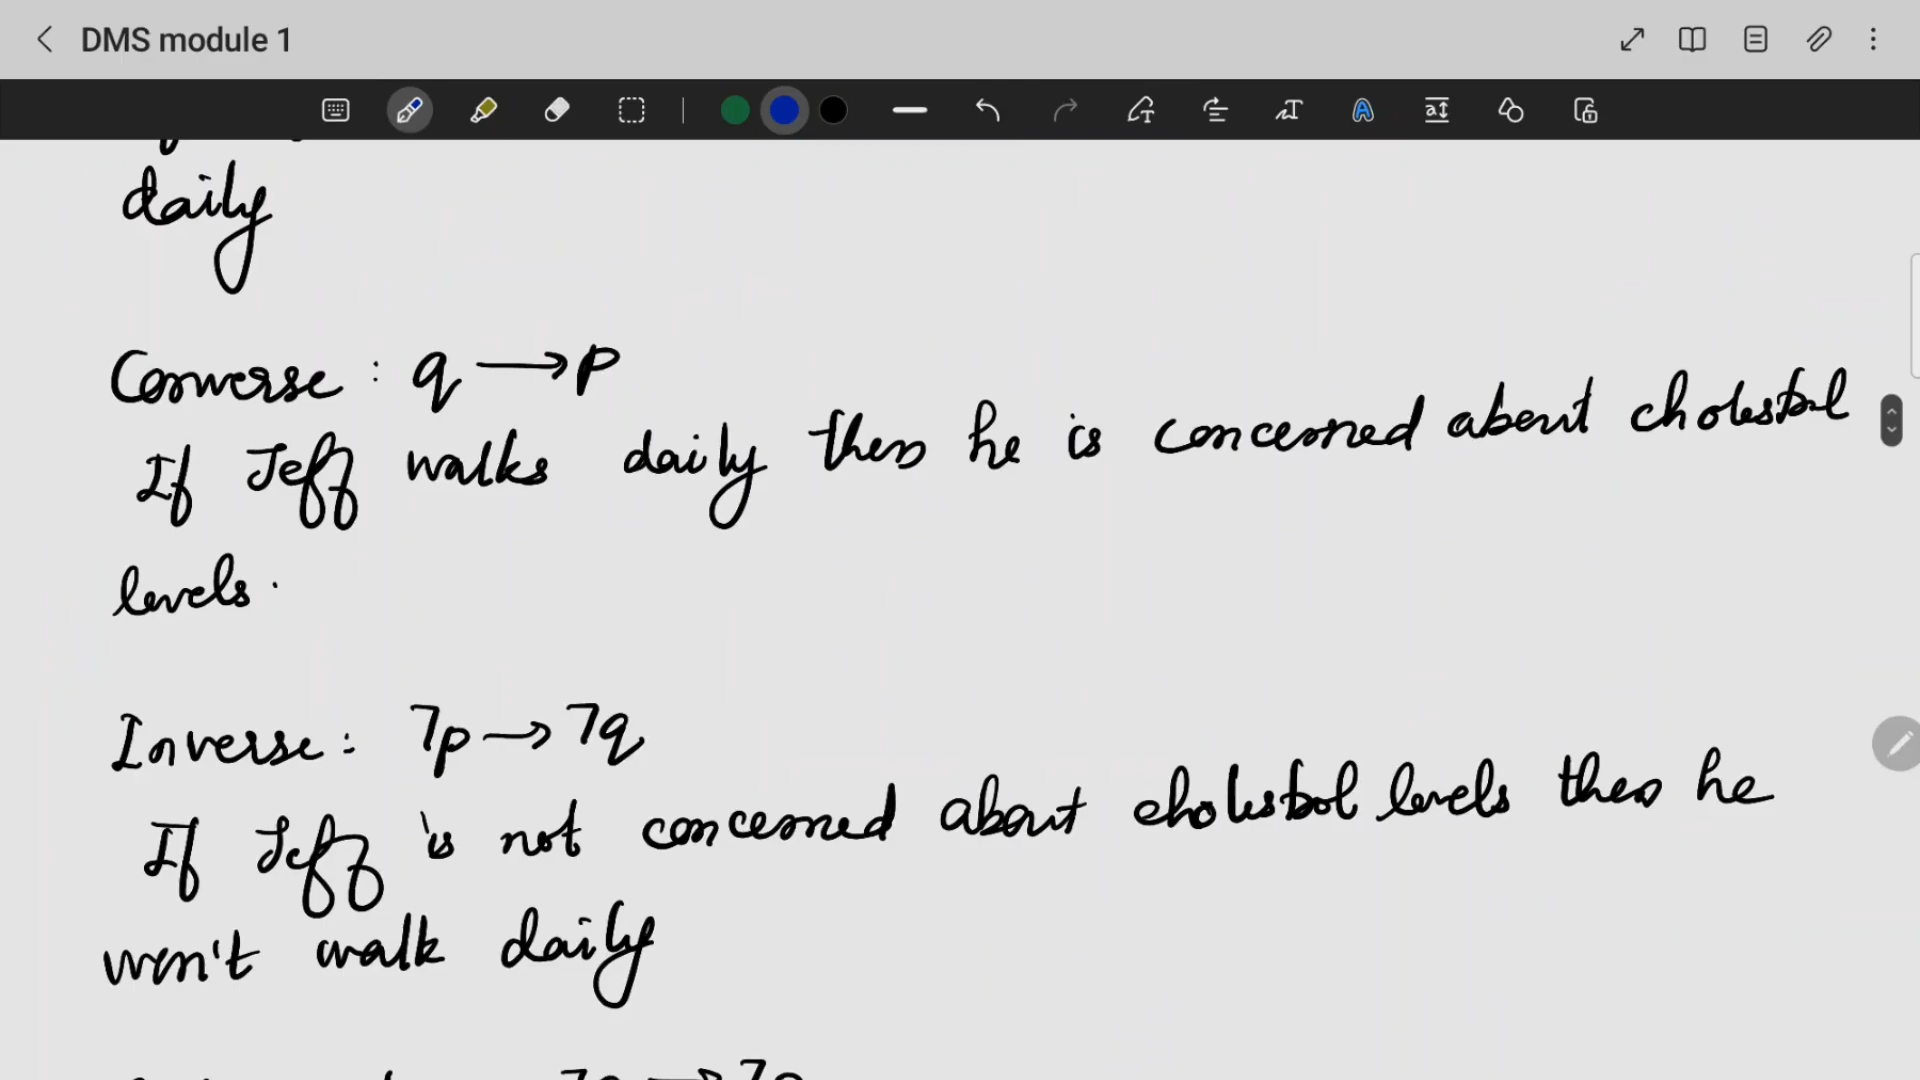 DMS module 1
daily
Converse : q → p
If Jeff walks daily then he is concerned about cholestrol
levels.
Inverse : ¬p → ¬q
If Jeff is not concerned about cholestrol levels then he
won't walk daily